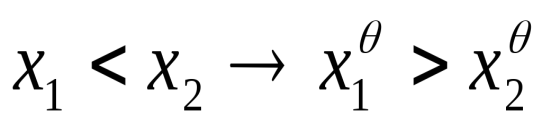 x₁ < x₂ → x₁^θ > x₂^θ